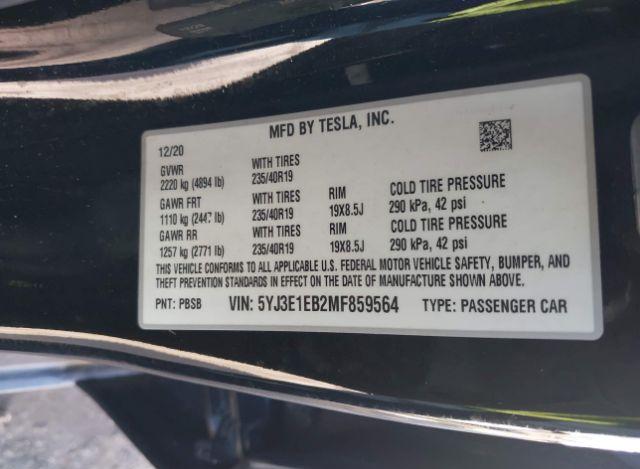 MFD BY TESLA, INC.
12/20
GVWR WITH TIRES
2220 kg (4894 lb) 235/40R19
GAWR FRT WITH TIRES RIM COLD TIRE PRESSURE
1110 kg (2447 lb) 235/40R19 19X8.5J 290 kPa, 42 psi
GAWR RR WITH TIRES RIM COLD TIRE PRESSURE
1257 kg (2771 lb) 235/40R19 19X8.5J 290 kPa, 42 psi
THIS VEHICLE CONFORMS TO ALL APPLICABLE U.S. FEDERAL MOTOR VEHICLE SAFETY, BUMPER, AND
THEFT PREVENTION STANDARDS IN EFFECT ON THE DATE OF MANUFACTURE SHOWN ABOVE.
PNT: PBSB VIN: 5YJ3E1EB2MF859564 TYPE: PASSENGER CAR